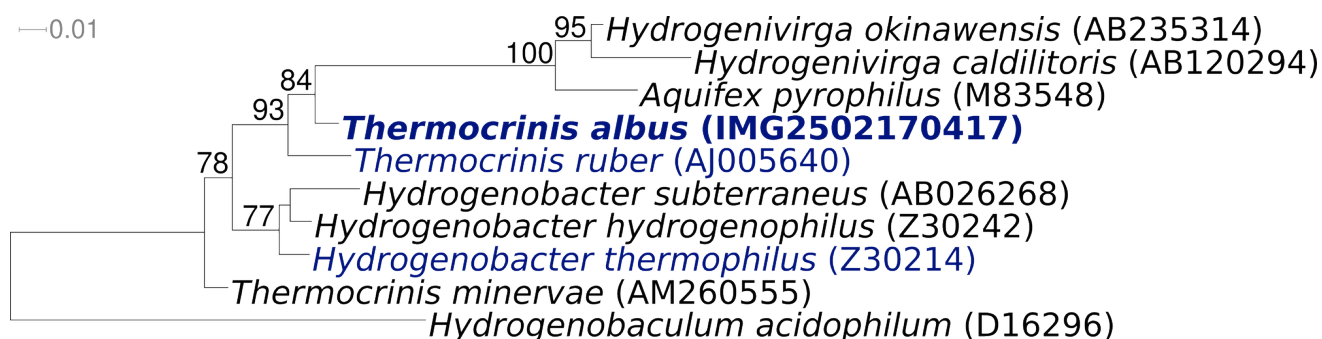 0.01
95
Hydrogenivirga okinawensis (AB235314)
100
Hydrogenivirga caldilitoris (AB120294)
84
Aquifex pyrophilus (M83548)
93
Thermocrinis albus (IMG2502170417)
78
Thermocrinis ruber (AJ005640)
Hydrogenobacter subterraneus (AB026268)
77
Hydrogenobacter hydrogenophilus (Z30242)
Hydrogenobacter thermophilus (Z30214)
Thermocrinis minervae (AM260555)
Hydrogenobaculum acidophilum (D16296)